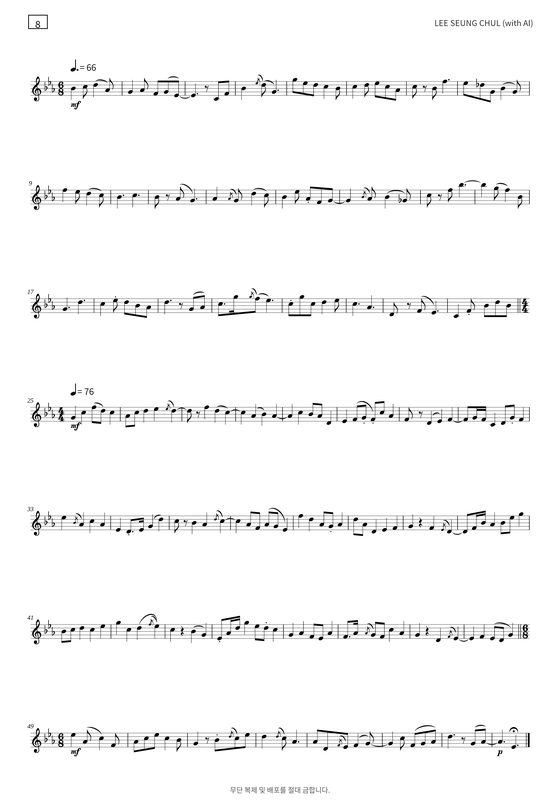 8
LEE SEUNG CHUL (with AI)
♩. = 66
mf
9
17
25
♩ = 76
mf
33
41
49
mf
p
무단 복제 및 배포를 절대 금합니다.